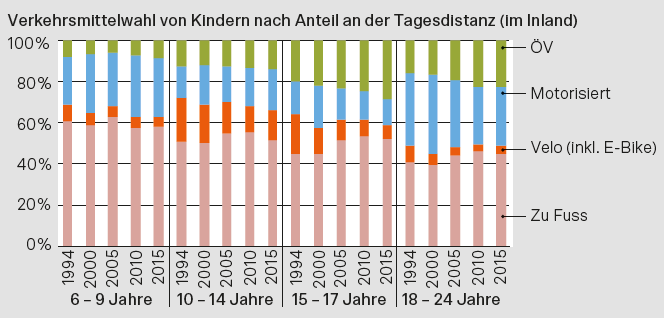 Verkehrsmittelwahl von Kindern nach Anteil an der Tagesdistanz (im Inland)
100%
80%
60%
40%
20%
0%
ÖV
Motorisiert
Velo (inkl. E-Bike)
Zu Fuss
1994 2000 2005 2010 2015 1994 2000 2005 2010 2015 1994 2000 2005 2010 2015 1994 2000 2005 2010 2015
6 – 9 Jahre 10 – 14 Jahre 15 – 17 Jahre 18 – 24 Jahre